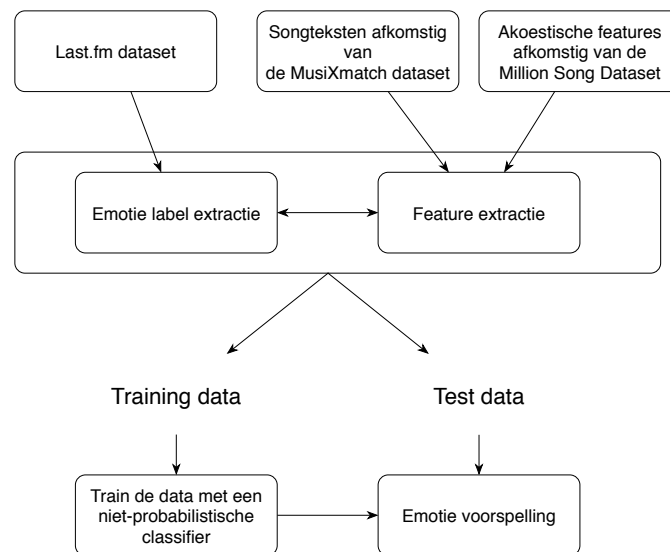 Last.fm dataset
Songteksten afkomstig
van
de MusiXmatch dataset
Akoestische features
afkomstig van de
Million Song Dataset
Emotie label extractie
Feature extractie
Training data
Test data
Train de data met een
niet-probabilistische
classifier
Emotie voorspelling